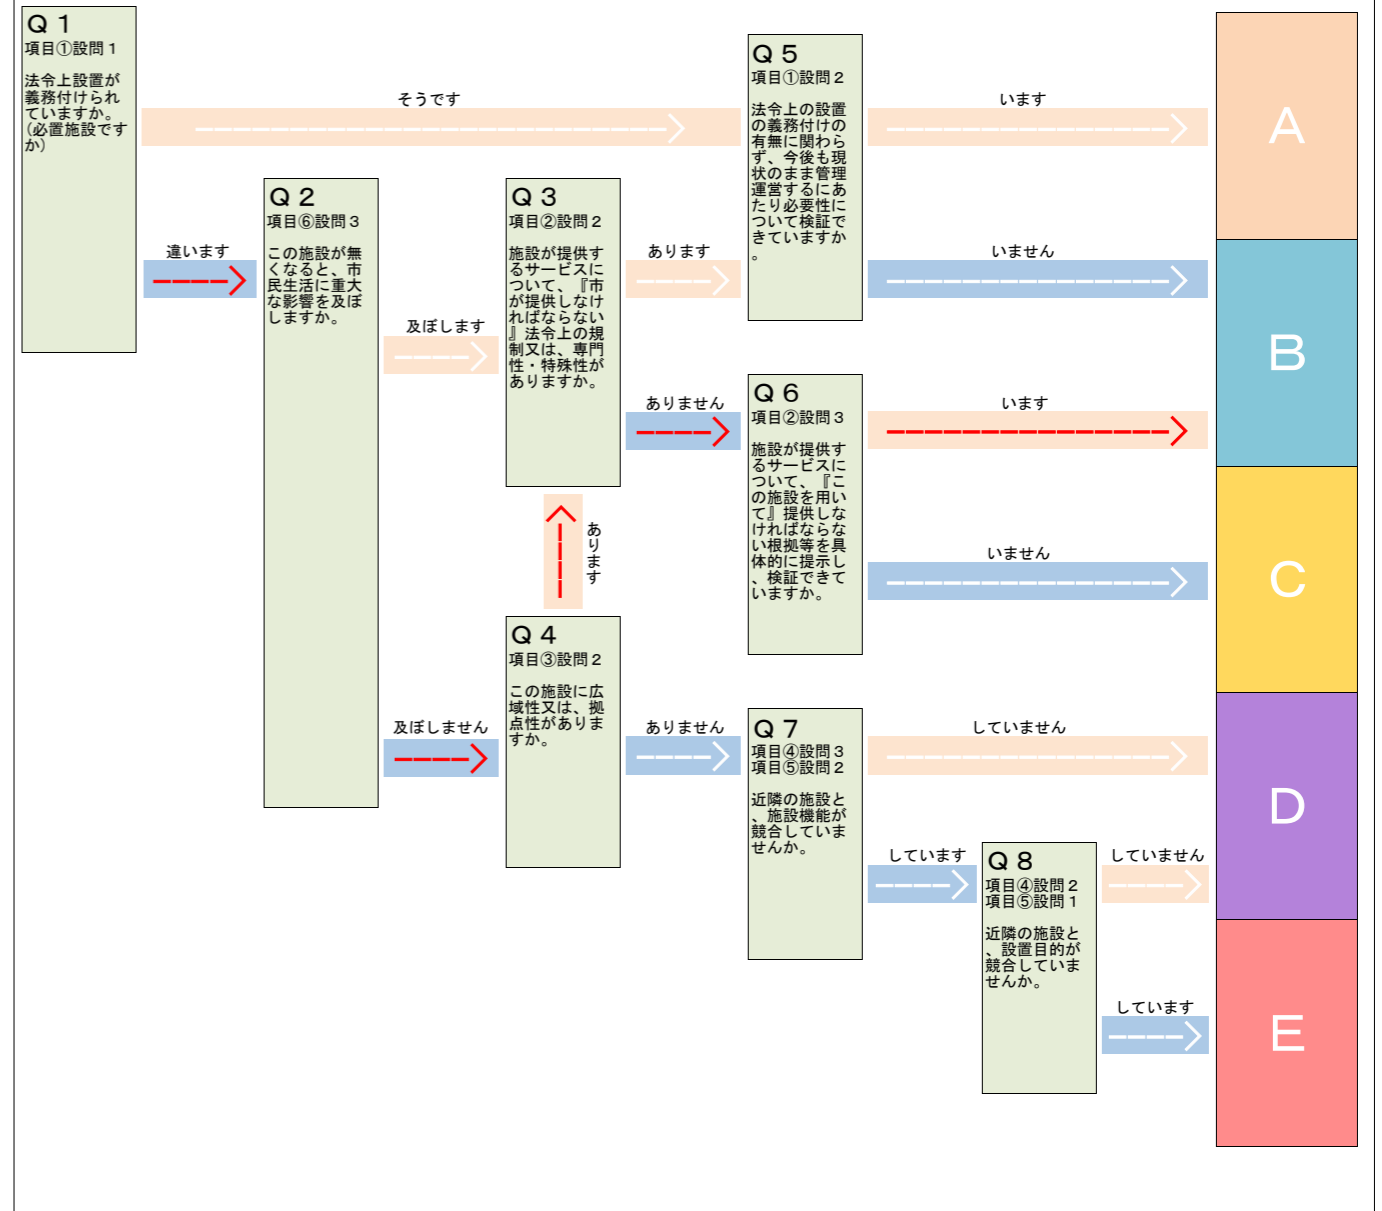 Q 1
項目①設問１
法令上設置が
義務付けられ
ていますか。
(必置施設です
か)
そうです
違います
Q 2
項目⑥設問３
この施設が無
くなると、市
民生活に重大
な影響を及ぼ
しますか。
及ぼします
及ぼしません
Q 3
項目②設問２
施設が提供す
るサービスに
ついて、『市
が提供しなけ
ればならない
』法令上の規
制又は、専門
性・特殊性が
ありますか。
あります
ありません
あります
Q 4
項目③設問２
この施設に広
域性又は、拠
点性がありま
すか。
ありません
Q 5
項目①設問２
法令上の設置
の義務付けの
有無に関わら
ず、今後も現
状のまま管理
運営するにあ
たり必要性に
ついて検証で
きていますか
。
います
いません
Q 6
項目②設問３
施設が提供す
るサービスに
ついて、『こ
の施設を用い
て』提供しな
ければならな
い根拠等を具
体的に提示し
、検証できて
いますか。
います
いません
Q 7
項目④設問３
項目⑤設問２
近隣の施設と
、施設機能が
競合していま
せんか。
していません
しています
Q 8
項目④設問２
項目⑤設問１
近隣の施設と
、設置目的が
競合していま
せんか。
していません
しています
A
B
C
D
E